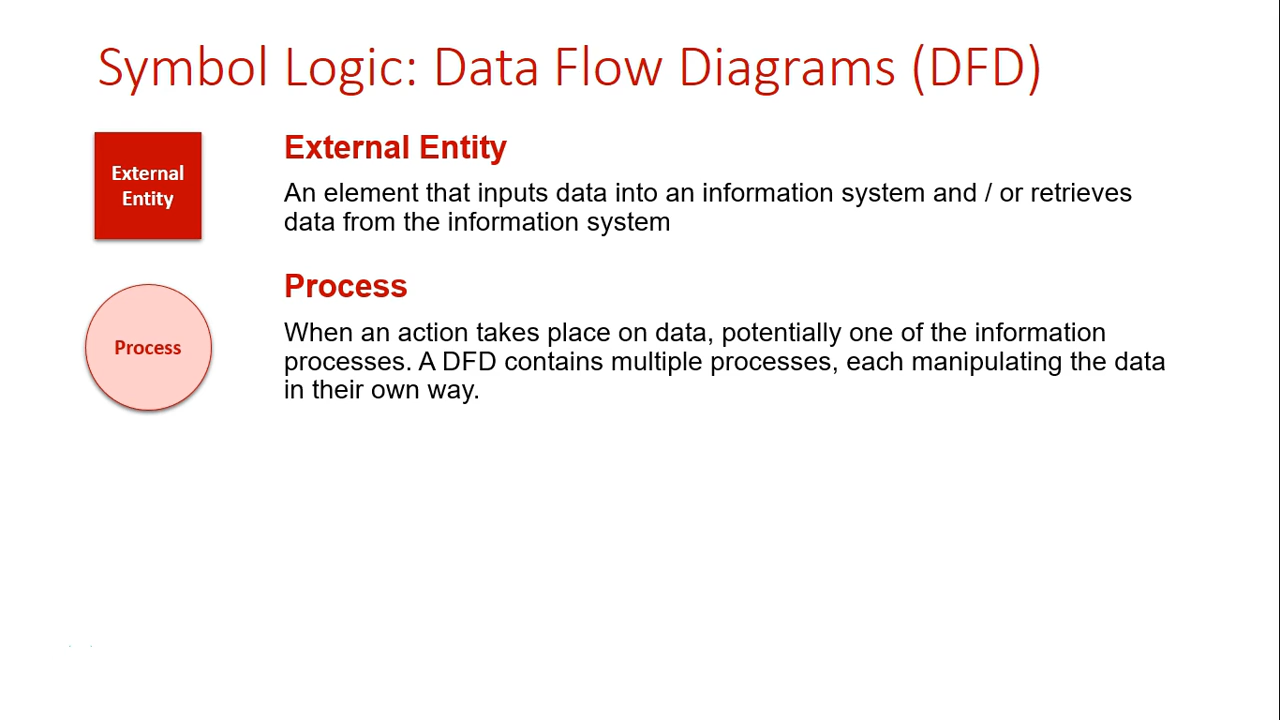 Symbol Logic: Data Flow Diagrams (DFD)
External
Entity
External Entity
An element that inputs data into an information system and / or retrieves
data from the information system
Process
Process
When an action takes place on data, potentially one of the information
processes. A DFD contains multiple processes, each manipulating the data
in their own way.